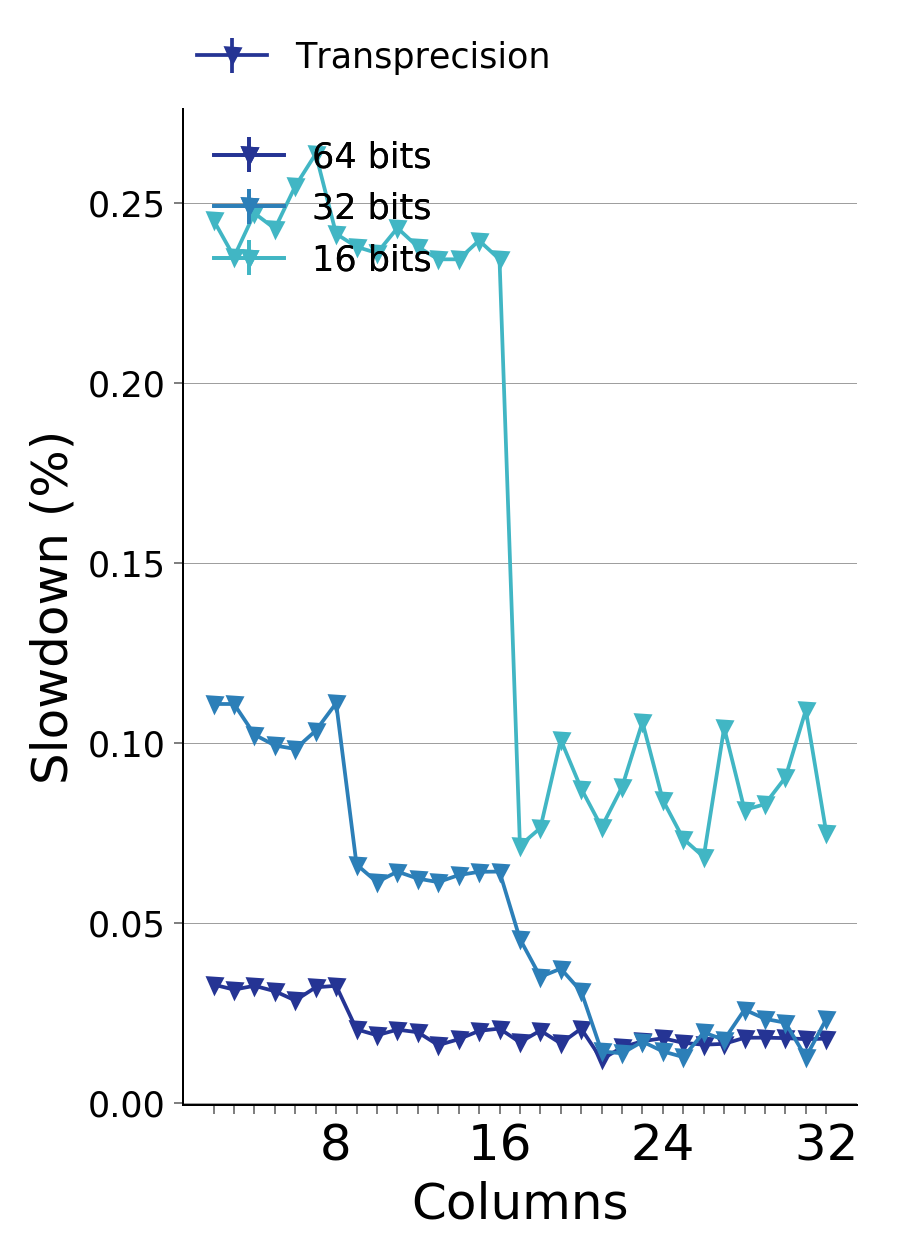 Transprecision
64 bits
32 bits
16 bits
0.25
0.20
0.15
0.10
0.05
0.00
Slowdown (%)
8 16 24 32
Columns